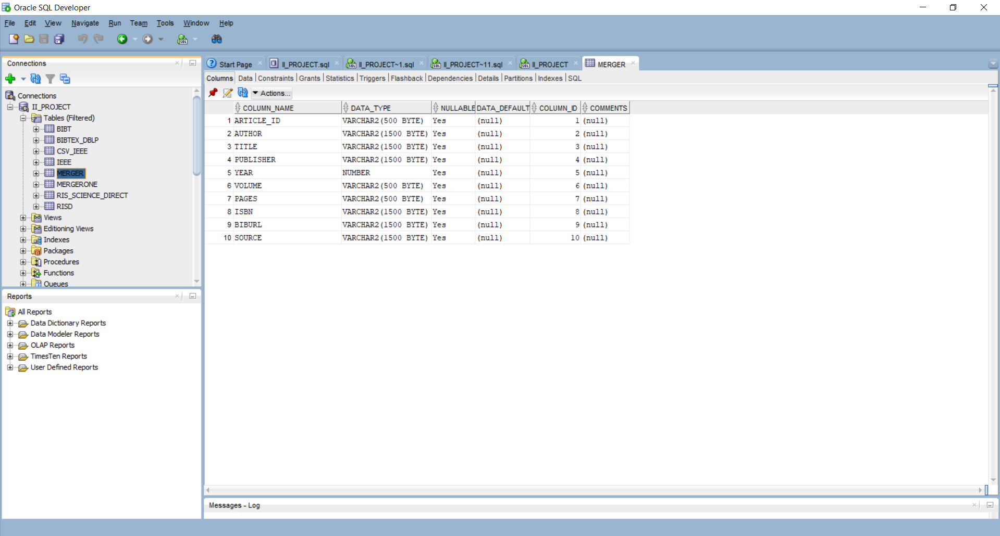 Oracle SQL Developer
File Edit View Navigate Run Team Tools Window Help
Connections
Connections
II_PROJECT
Tables (Filtered)
BIBT
BIBTEX_DBLP
CSV_IEEE
IEEE
MERGER
MERGERONE
RIS_SCIENCE_DIRECT
RISD
Views
Editioning Views
Indexes
Packages
Procedures
Functions
Queues
Reports
All Reports
Data Dictionary Reports
Data Modeler Reports
OLAP Reports
TimesTen Reports
User Defined Reports
Start Page II_PROJECT.sql II_PROJECT~1.sql II_PROJECT~11.sql II_PROJECT MERGER
Columns Data Constraints Grants Statistics Triggers Flashback Dependencies Details Partitions Indexes SQL
Actions...
COLUMN_NAME DATA_TYPE NULLABLE DATA_DEFAULT COLUMN_ID COMMENTS
1 ARTICLE_ID VARCHAR2(500 BYTE) Yes (null) 1 (null)
2 AUTHOR VARCHAR2(1500 BYTE) Yes (null) 2 (null)
3 TITLE VARCHAR2(1500 BYTE) Yes (null) 3 (null)
4 PUBLISHER VARCHAR2(1500 BYTE) Yes (null) 4 (null)
5 YEAR NUMBER Yes (null) 5 (null)
6 VOLUME VARCHAR2(500 BYTE) Yes (null) 6 (null)
7 PAGES VARCHAR2(500 BYTE) Yes (null) 7 (null)
8 ISBN VARCHAR2(1500 BYTE) Yes (null) 8 (null)
9 BIBURL VARCHAR2(1500 BYTE) Yes (null) 9 (null)
10 SOURCE VARCHAR2(1500 BYTE) Yes (null) 10 (null)
Messages - Log